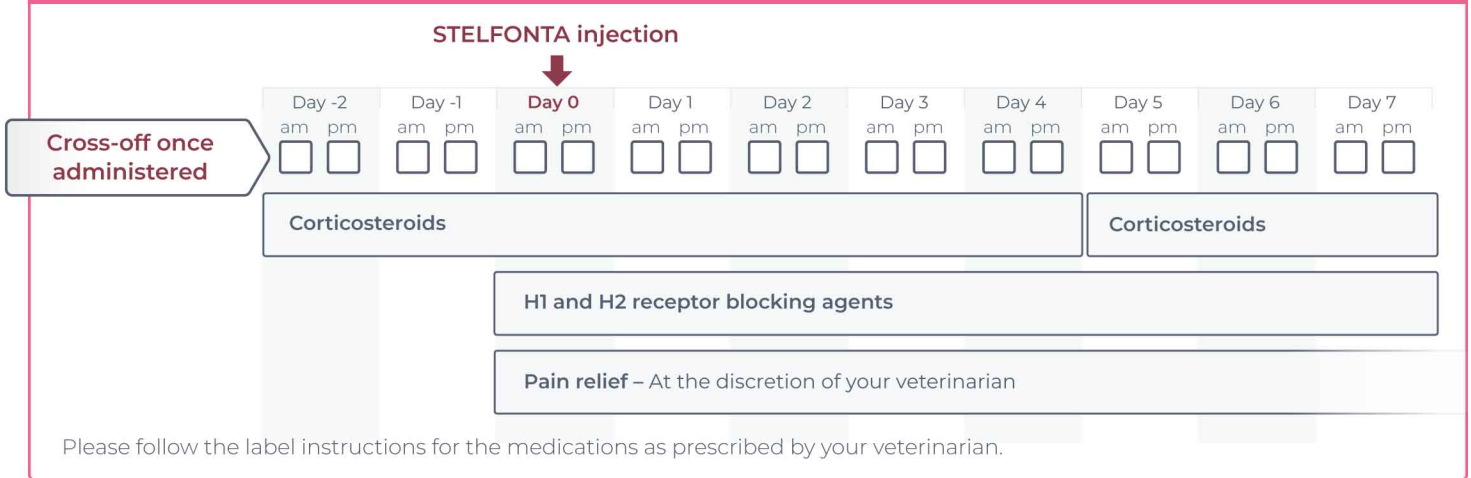 STELFONTA injection
Day -2 Day -1 Day 0 Day 1 Day 2 Day 3 Day 4 Day 5 Day 6 Day 7
am pm am pm am pm am pm am pm am pm am pm am pm am pm am pm
Cross-off once
administered
Corticosteroids Corticosteroids
H1 and H2 receptor blocking agents
Pain relief – At the discretion of your veterinarian
Please follow the label instructions for the medications as prescribed by your veterinarian.